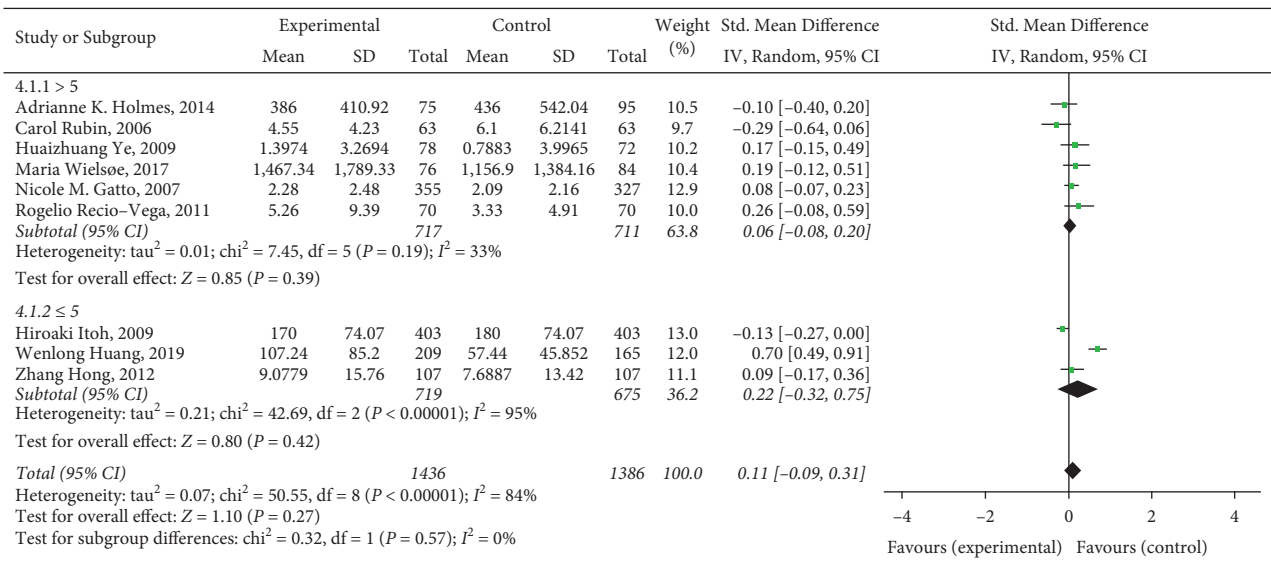 Study or Subgroup Experimental Control Weight (%) Std. Mean Difference Std. Mean Difference
Mean SD Total Mean SD Total IV, Random, 95% CI IV, Random, 95% CI
4.1.1 > 5
Adrianne K. Holmes, 2014 386 410.92 75 436 542.04 95 10.5 −0.10 [−0.40, 0.20]
Carol Rubin, 2006 4.55 4.23 63 6.1 6.2141 63 9.7 −0.29 [−0.64, 0.06]
Huaizhuang Ye, 2009 1.3974 3.2694 78 0.7883 3.9965 72 10.2 0.17 [−0.15, 0.49]
Maria Wielsøe, 2017 1,467.34 1,789.33 76 1,156.9 1,384.16 84 10.4 0.19 [−0.12, 0.51]
Nicole M. Gatto, 2007 2.28 2.48 355 2.09 2.16 327 12.9 0.08 [−0.07, 0.23]
Rogelio Recio–Vega, 2011 5.26 9.39 70 3.33 4.91 70 10.0 0.26 [−0.08, 0.59]
Subtotal (95% CI) 717 711 63.8 0.06 [−0.08, 0.20]
Heterogeneity: tau² = 0.01; chi² = 7.45, df = 5 (P = 0.19); I² = 33%
Test for overall effect: Z = 0.85 (P = 0.39)
4.1.2 ≤ 5
Hiroaki Itoh, 2009 170 74.07 403 180 74.07 403 13.0 −0.13 [−0.27, 0.00]
Wenlong Huang, 2019 107.24 85.2 209 57.44 45.852 165 12.0 0.70 [0.49, 0.91]
Zhang Hong, 2012 9.0779 15.76 107 7.6887 13.42 107 11.1 0.09 [−0.17, 0.36]
Subtotal (95% CI) 719 675 36.2 0.22 [−0.32, 0.75]
Heterogeneity: tau² = 0.21; chi² = 42.69, df = 2 (P < 0.00001); I² = 95%
Test for overall effect: Z = 0.80 (P = 0.42)
Total (95% CI) 1436 1386 100.0 0.11 [−0.09, 0.31]
Heterogeneity: tau² = 0.07; chi² = 50.55, df = 8 (P < 0.00001); I² = 84%
Test for overall effect: Z = 1.10 (P = 0.27)
Test for subgroup differences: chi² = 0.32, df = 1 (P = 0.57); I² = 0%
−4 −2 0 2 4
Favours (experimental) Favours (control)